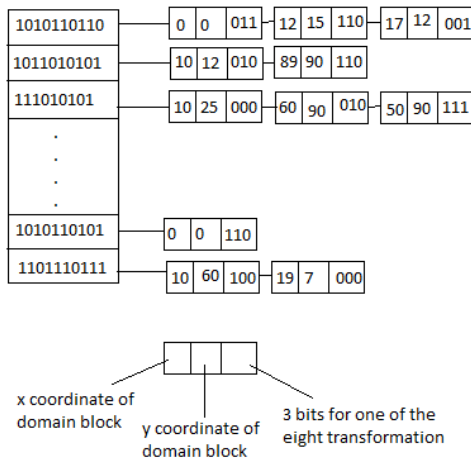 1010110110 0 0 011 12 15 110 17 12 001
1011010101 10 12 010 89 90 110
111010101 10 25 000 60 90 010 50 90 111
1010110101 0 0 110
1101110111 10 60 100 19 7 000
x coordinate of
domain block
y coordinate of
domain block
3 bits for one of the
eight transformation